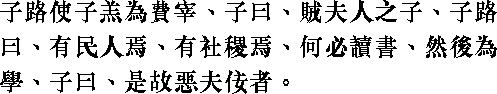 子路使子羔為費宰、子曰、賊夫人之子、子路
曰、有民人焉、有社稷焉、何必讀書、然後為
學、子曰、是故惡夫佞者。